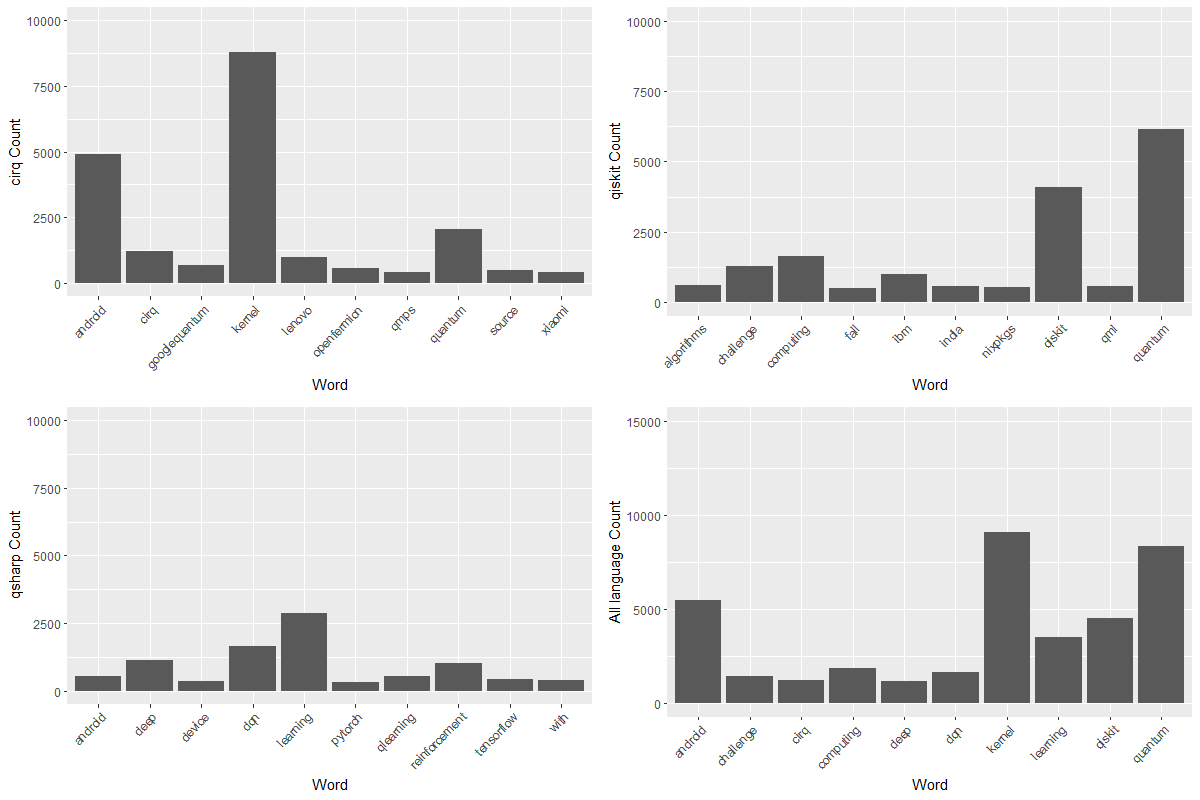 10000
7500
5000
2500
0
cirq Count
android
cirq
googlequantum
kernel
lenovo
openfermion
qmps
quantum
source
xiaomi
Word
10000
7500
5000
2500
0
qiskit Count
algorithms
challenge
computing
fall
ibm
india
nixpkgs
qiskit
qml
quantum
Word
10000
7500
5000
2500
0
qsharp Count
android
deep
device
dqn
learning
pytorch
qlearning
reinforcement
tensorflow
with
Word
15000
10000
5000
0
All language Count
android
challenge
cirq
computing
deep
dqn
kernel
learning
qiskit
quantum
Word